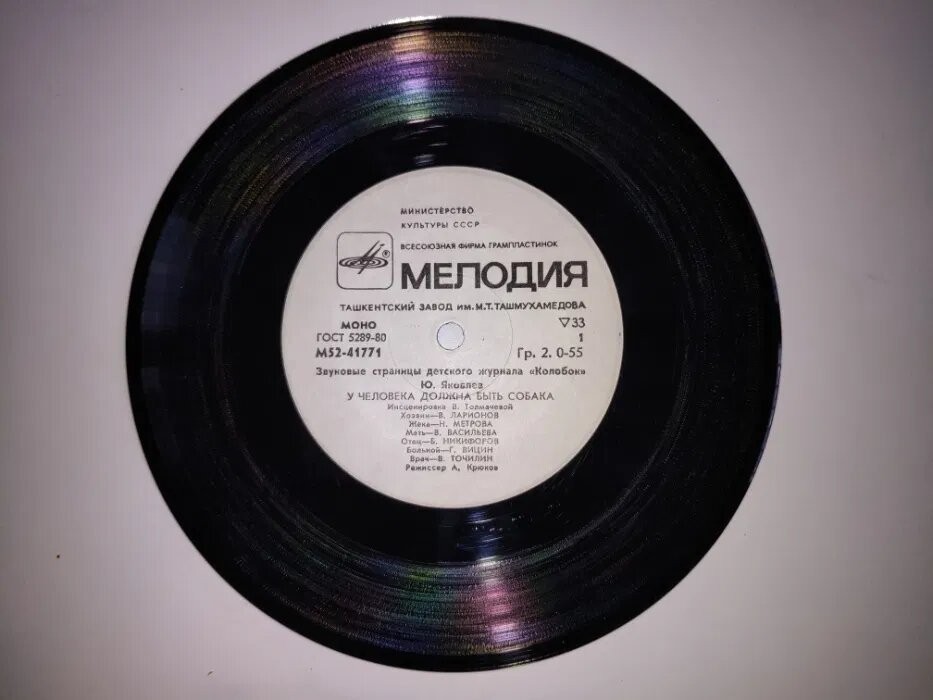 МИНИСТЕРСТВО
КУЛЬТУРЫ СССР
ВСЕСОЮЗНАЯ ФИРМА ГРАМПЛАСТИНОК
® МЕЛОДИЯ
ТАШКЕНТСКИЙ ЗАВОД им. М.Т. ТАШМУХАМЕДОВА
МОНО ▽33
ГОСТ 5289-80 1
М52-41771 Гр. 2. 0-55
Звуковые страницы детского журнала «Колобок»
Ю. Яковлев
У ЧЕЛОВЕКА ДОЛЖНА БЫТЬ СОБАКА
Инсценировка В. Толмачевой
Хозяин—В. ЛАРИОНОВ
Жека—Н. МЕТРОВА
Мать—В. ВАСИЛЬЕВА
Отец—Б. НИКИФОРОВ
Больной—Г. ВИЦИН
Врач—В. ТОЧИЛИН
Режиссер А. Крюков